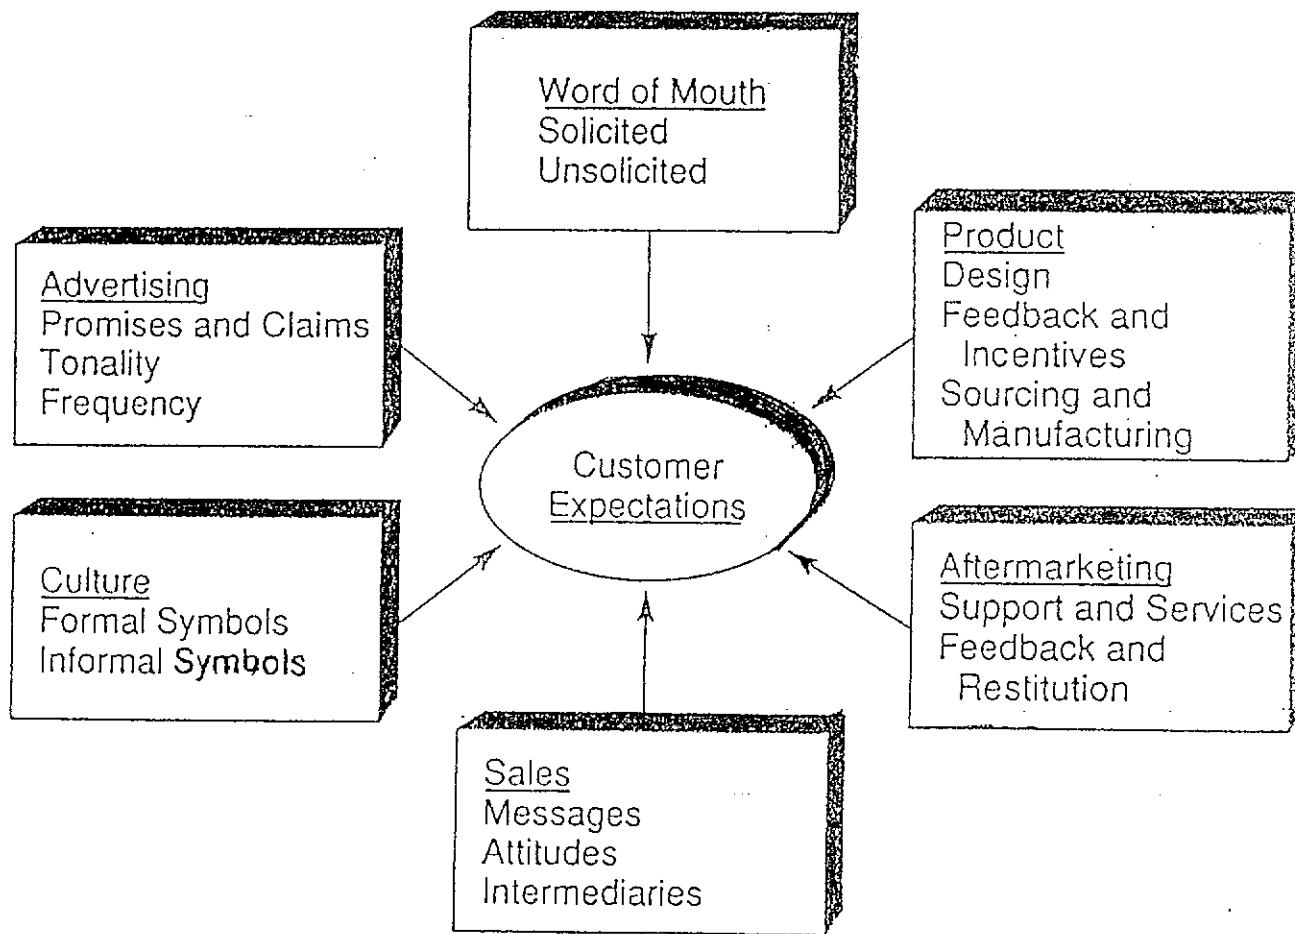 Word of Mouth
Solicited
Unsolicited
Advertising
Promises and Claims
Tonality
Frequency
Product
Design
Feedback and
Incentives
Sourcing and
Manufacturing
Customer
Expectations
Culture
Formal Symbols
Informal Symbols
Aftermarketing
Support and Services
Feedback and
Restitution
Sales
Messages
Attitudes
Intermediaries